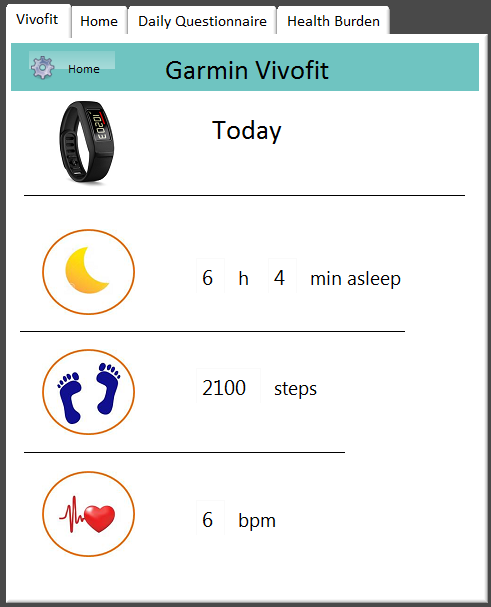 Vivofit Home Daily Questionnaire Health Burden
Home Garmin Vivofit
Today
6 h 4 min asleep
2100 steps
6 bpm